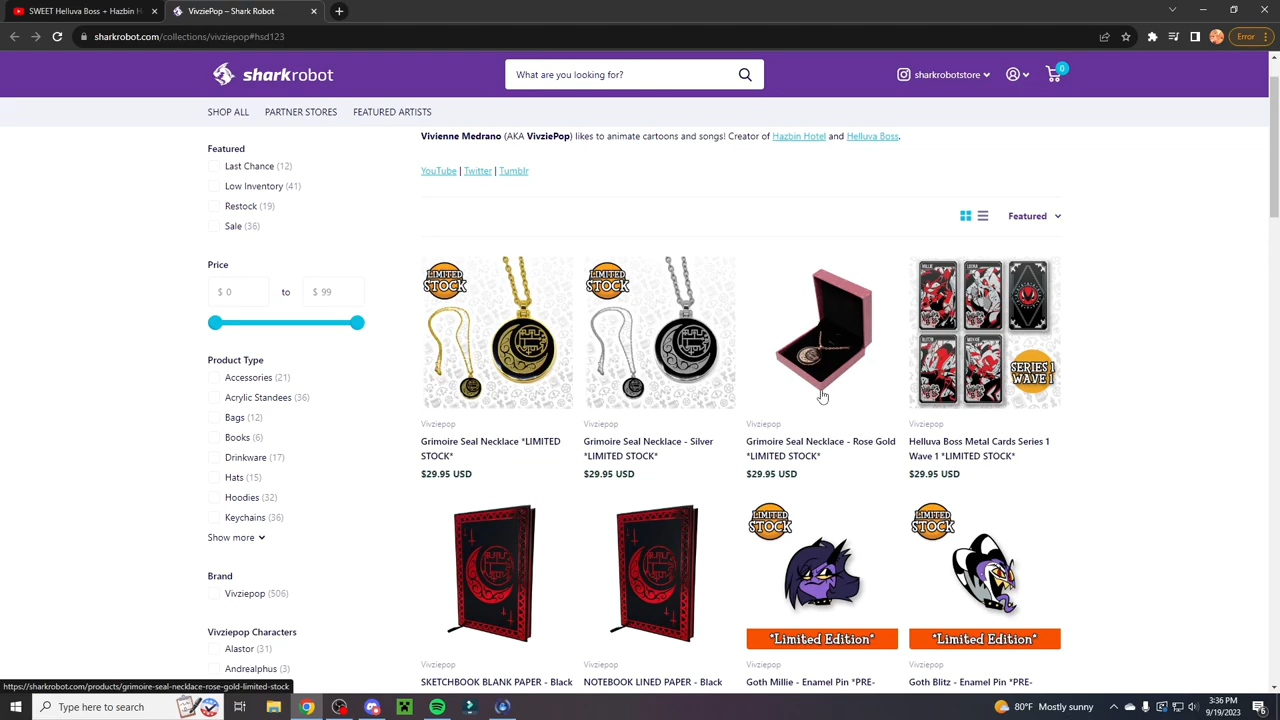 SWEET Helluva Boss + Hazbin H
VivziePop – Shark Robot
sharkrobot.com/collections/vivziepop#hsd123
Error
sharkrobot
What are you looking for?
sharkrobotstore
0
SHOP ALL PARTNER STORES FEATURED ARTISTS
Vivienne Medrano (AKA VivziePop) likes to animate cartoons and songs! Creator of Hazbin Hotel and Helluva Boss.
YouTube | Twitter | Tumblr
Featured
Featured
Last Chance (12)
Low Inventory (41)
Restock (19)
Sale (36)
Price
$ 0 to $ 99
Product Type
Accessories (21)
Acrylic Standees (36)
Bags (12)
Books (6)
Drinkware (17)
Hats (15)
Hoodies (32)
Keychains (36)
Show more
Brand
Vivziepop (506)
Vivziepop Characters
Alastor (31)
Andrealphus (3)
LIMITED
STOCK
Vivziepop
Grimoire Seal Necklace *LIMITED
STOCK*
$29.95 USD
LIMITED
STOCK
Vivziepop
Grimoire Seal Necklace - Silver
*LIMITED STOCK*
$29.95 USD
Vivziepop
Grimoire Seal Necklace - Rose Gold
*LIMITED STOCK*
$29.95 USD
SERIES 1
WAVE 1
Vivziepop
Helluva Boss Metal Cards Series 1
Wave 1 *LIMITED STOCK*
$29.95 USD
Vivziepop
SKETCHBOOK BLANK PAPER - Black
Vivziepop
NOTEBOOK LINED PAPER - Black
LIMITED
STOCK
*Limited Edition*
Vivziepop
Goth Millie - Enamel Pin *PRE-
LIMITED
STOCK
*Limited Edition*
Vivziepop
Goth Blitz - Enamel Pin *PRE-
https://sharkrobot.com/products/grimoire-seal-necklace-rose-gold-limited-stock
Type here to search
80°F Mostly sunny
3:36 PM
9/19/2023